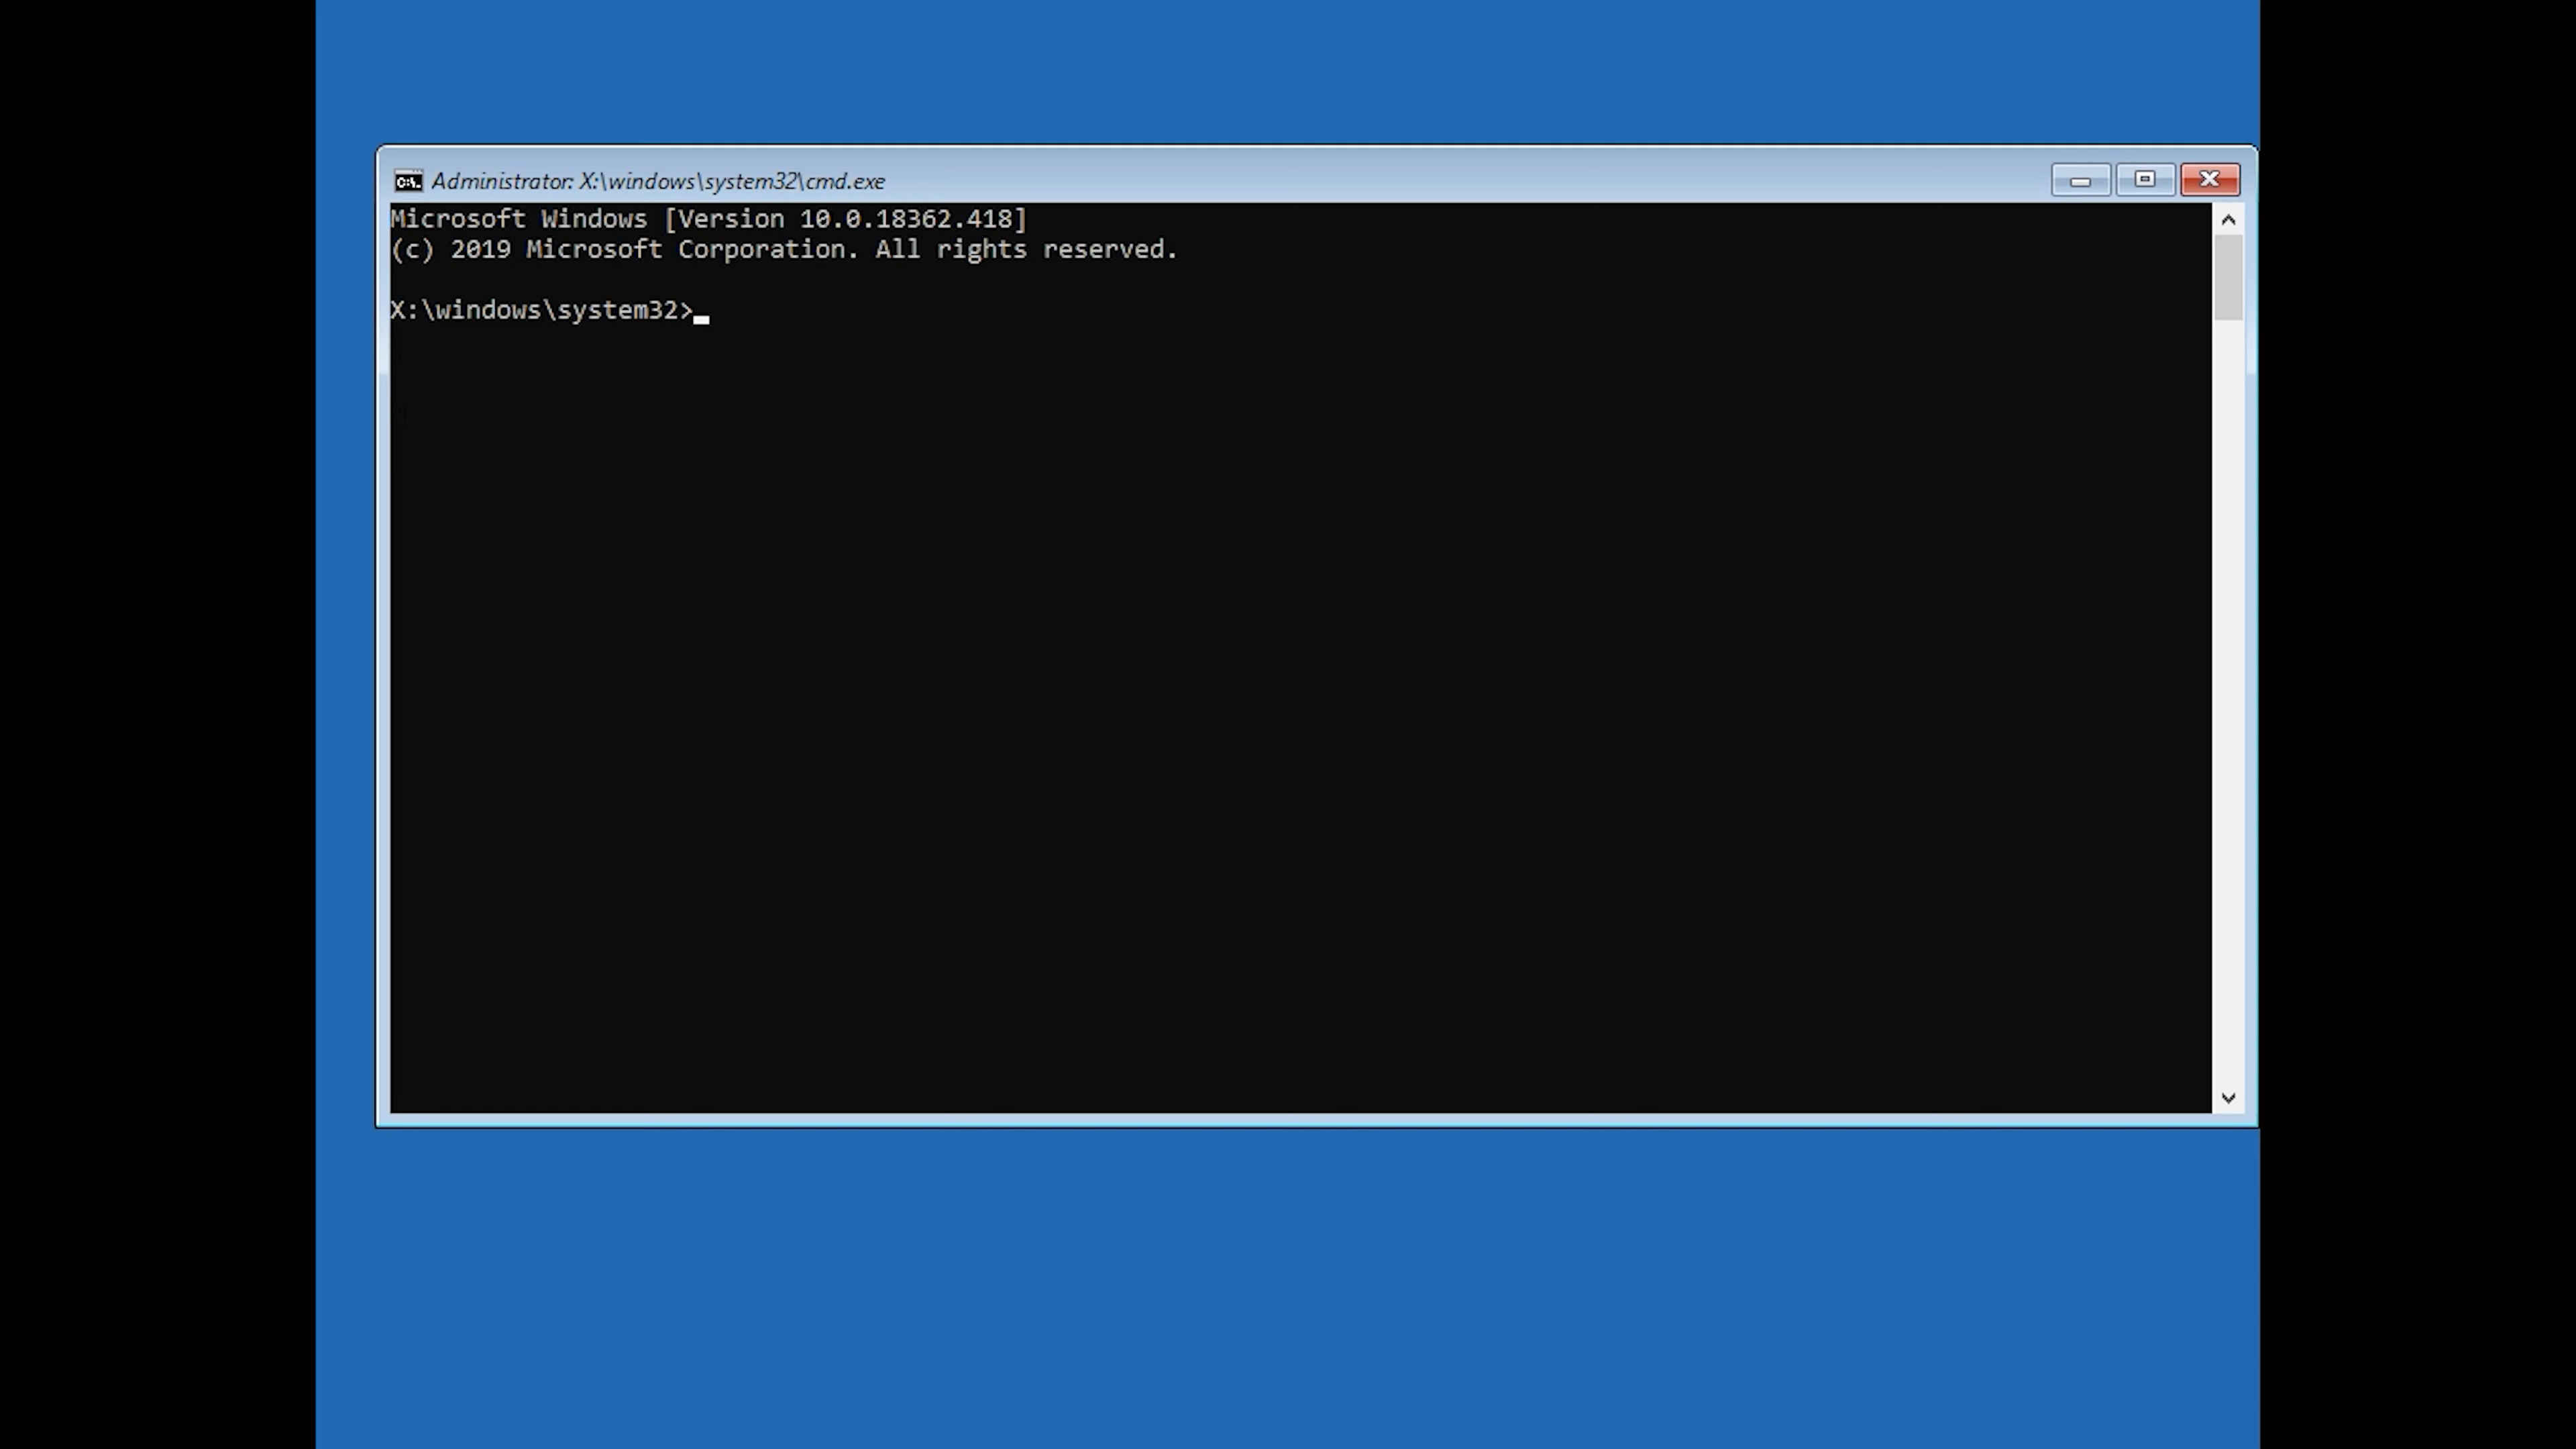 Administrator: X:\windows\system32\cmd.exe
Microsoft Windows [Version 10.0.18362.418]
(c) 2019 Microsoft Corporation. All rights reserved.
X:\windows\system32>